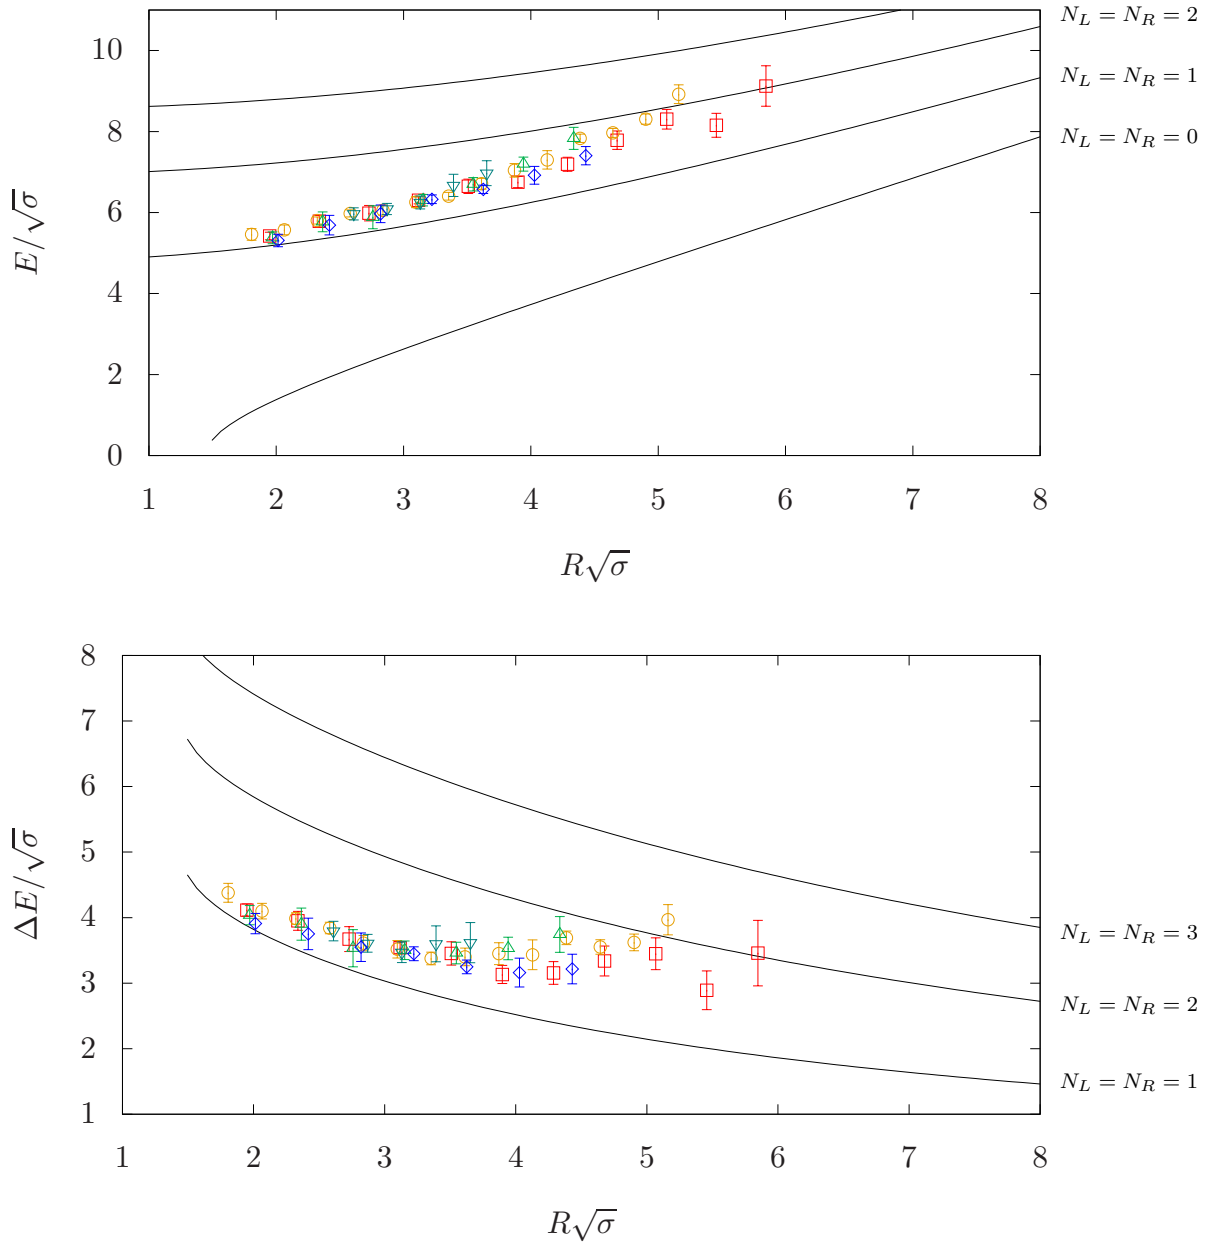 10
8
6
4
2
0
E/√σ
1 2 3 4 5 6 7 8
R√σ
N_L = N_R = 2
N_L = N_R = 1
N_L = N_R = 0
8
7
6
5
4
3
2
1
ΔE/√σ
1 2 3 4 5 6 7 8
R√σ
N_L = N_R = 3
N_L = N_R = 2
N_L = N_R = 1